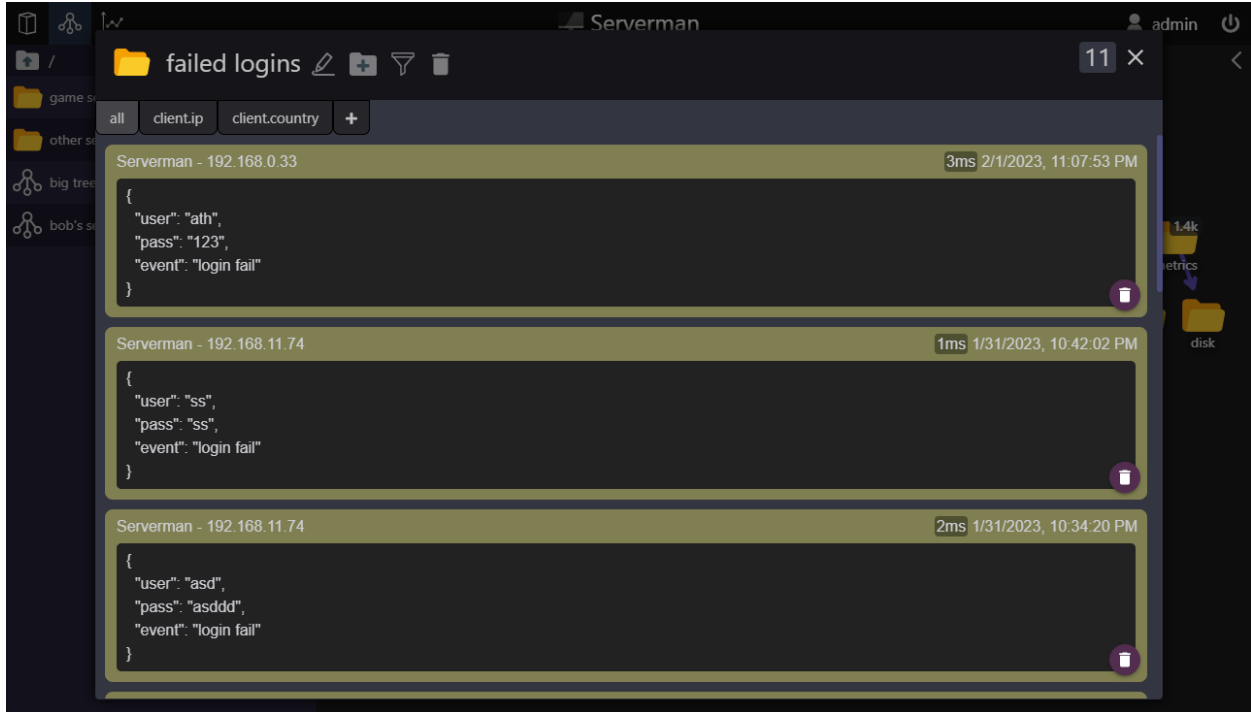 Serverman
admin
/
failed logins
11
game se
other se
big tree
bob's se
all client.ip client.country +
Serverman - 192.168.0.33 3ms 2/1/2023, 11:07:53 PM
{
"user": "ath",
"pass": "123",
"event": "login fail"
}
Serverman - 192.168.11.74 1ms 1/31/2023, 10:42:02 PM
{
"user": "ss",
"pass": "ss",
"event": "login fail"
}
Serverman - 192.168.11.74 2ms 1/31/2023, 10:34:20 PM
{
"user": "asd",
"pass": "asddd",
"event": "login fail"
}
1.4k
etrics
disk